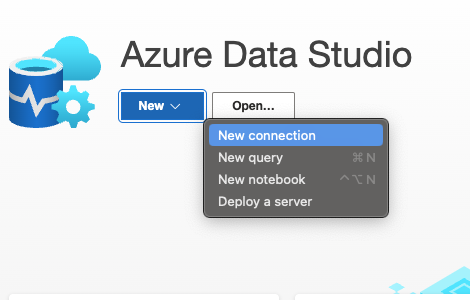 Azure Data Studio
New
Open...
New connection
New query ⌘ N
New notebook ^⌥ N
Deploy a server